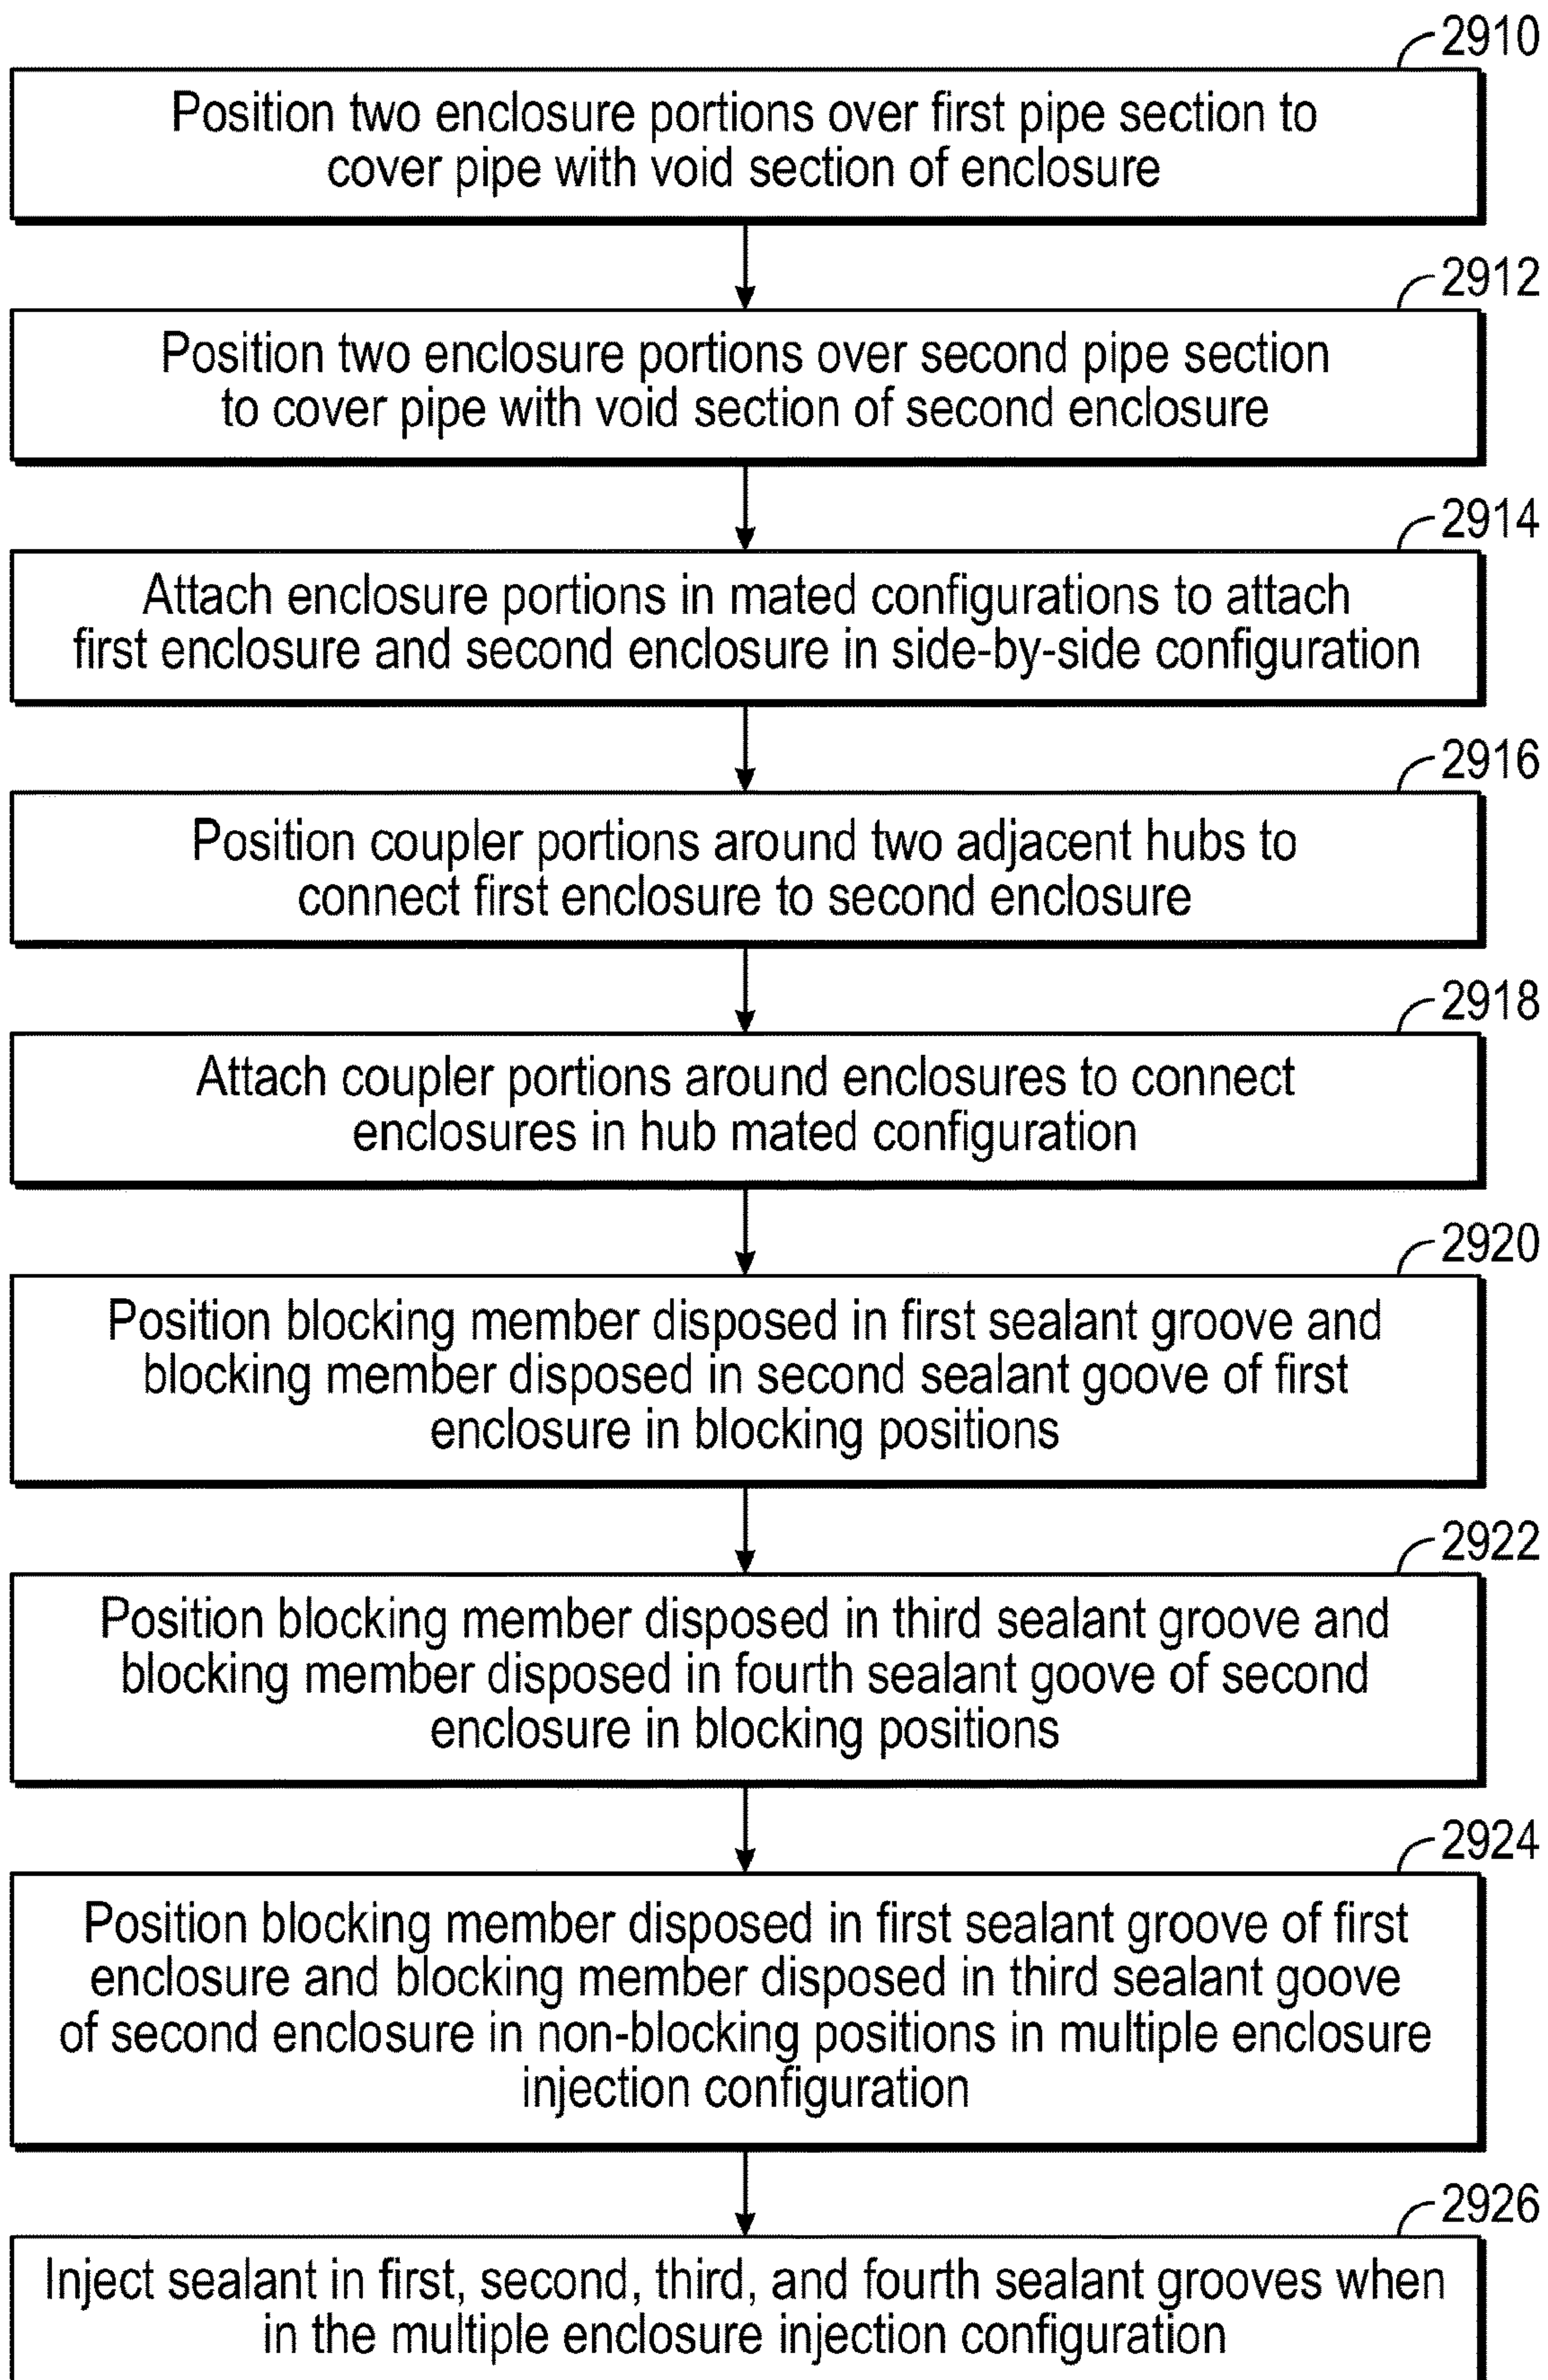 2910
Position two enclosure portions over first pipe section to
cover pipe with void section of enclosure
2912
Position two enclosure portions over second pipe section
to cover pipe with void section of second enclosure
2914
Attach enclosure portions in mated configurations to attach
first enclosure and second enclosure in side-by-side configuration
2916
Position coupler portions around two adjacent hubs to
connect first enclosure to second enclosure
2918
Attach coupler portions around enclosures to connect
enclosures in hub mated configuration
2920
Position blocking member disposed in first sealant groove and
blocking member disposed in second sealant goove of first
enclosure in blocking positions
2922
Position blocking member disposed in third sealant groove and
blocking member disposed in fourth sealant goove of second
enclosure in blocking positions
2924
Position blocking member disposed in first sealant groove of first
enclosure and blocking member disposed in third sealant goove
of second enclosure in non-blocking positions in multiple enclosure
injection configuration
2926
Inject sealant in first, second, third, and fourth sealant grooves when
in the multiple enclosure injection configuration